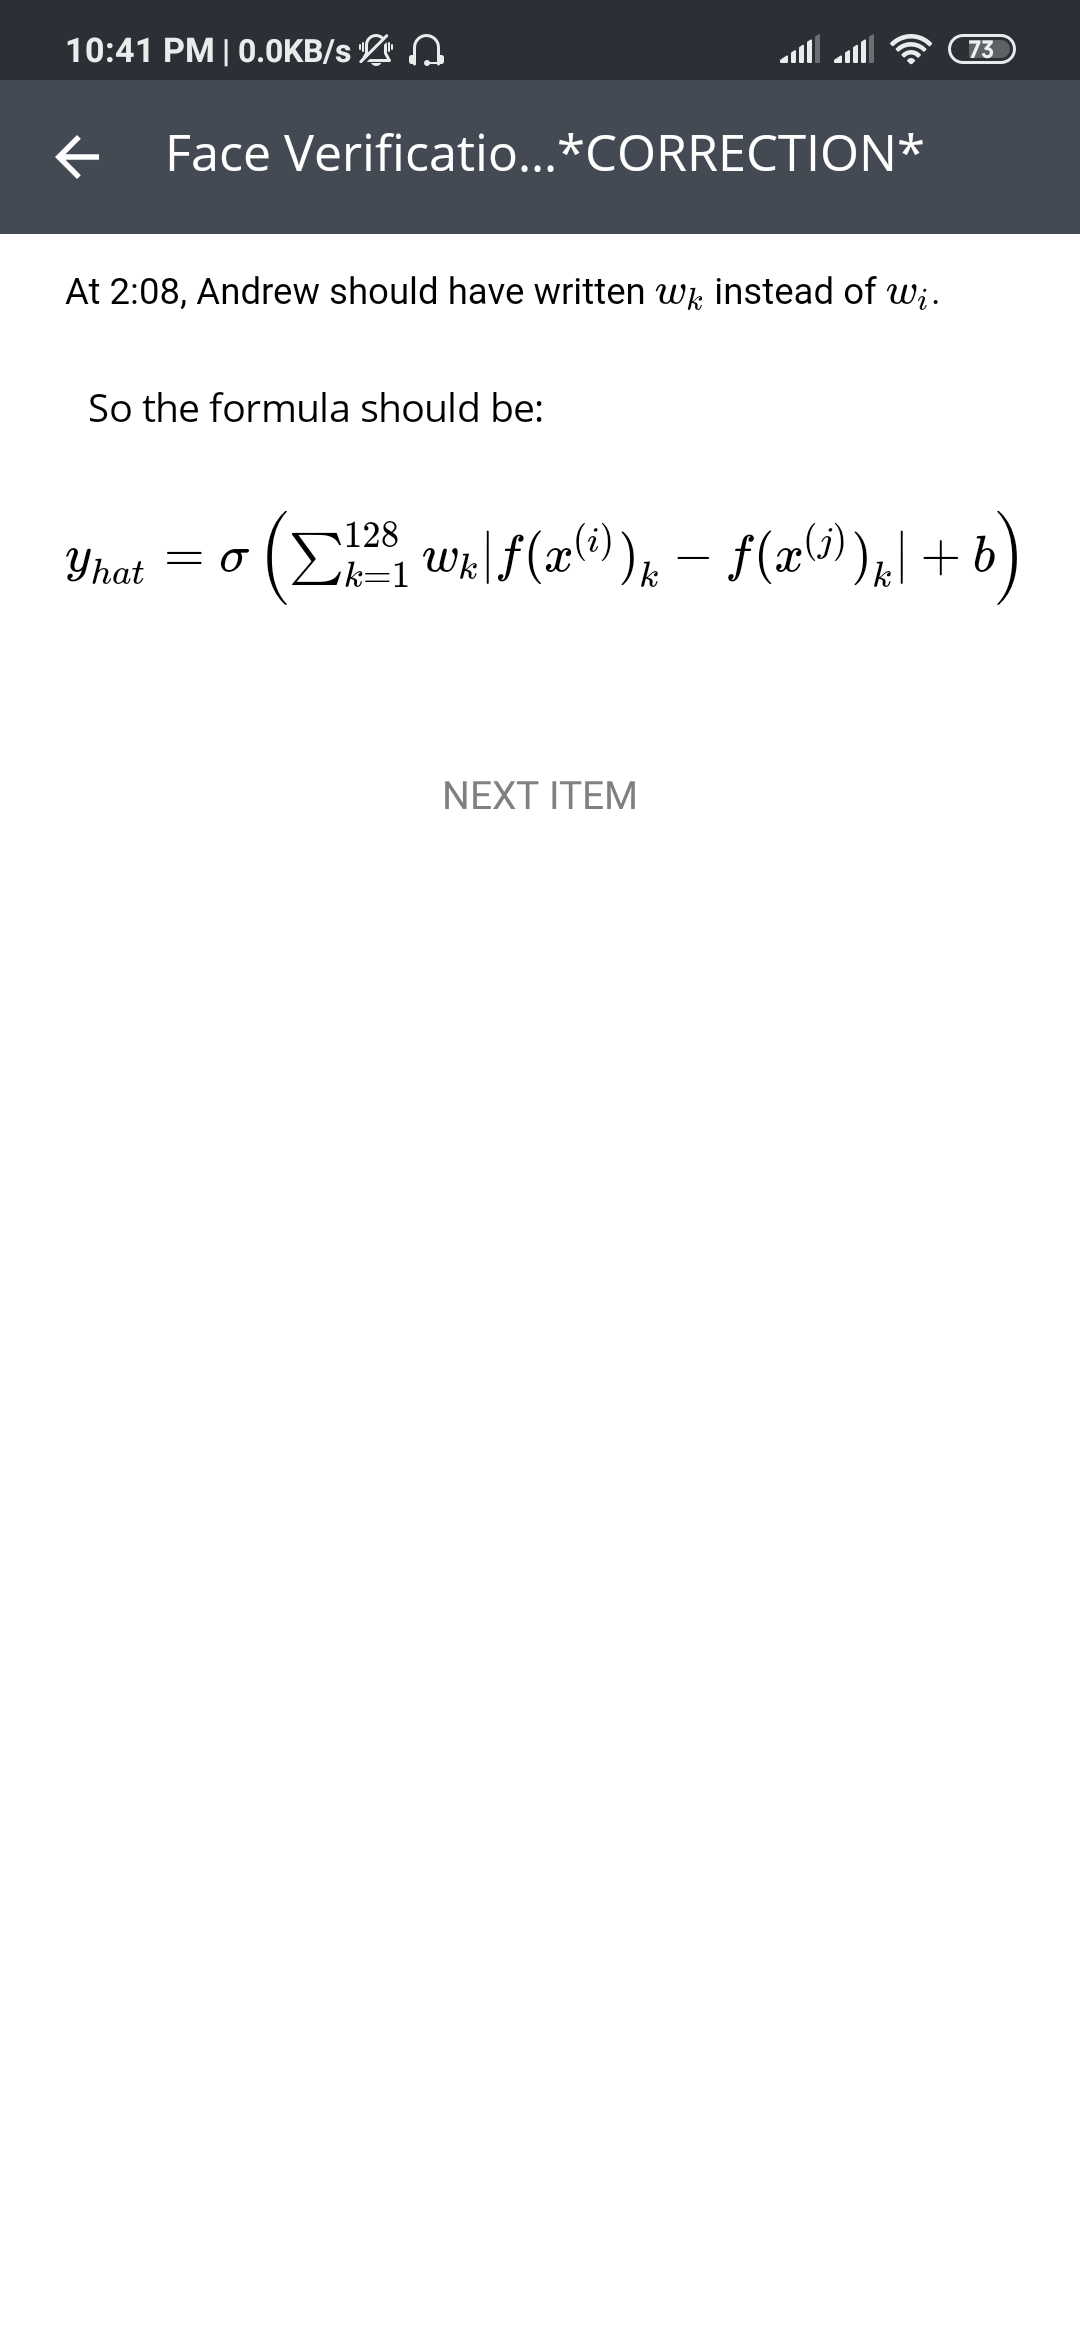 10:41 PM | 0.0KB/s
73
Face Verificatio...*CORRECTION*
At 2:08, Andrew should have written $w_k$ instead of $w_i$.
So the formula should be:
$y_{hat} = \sigma \left( \sum_{k=1}^{128} w_k | f(x^{(i)})_k - f(x^{(j)})_k | + b \right)$
NEXT ITEM